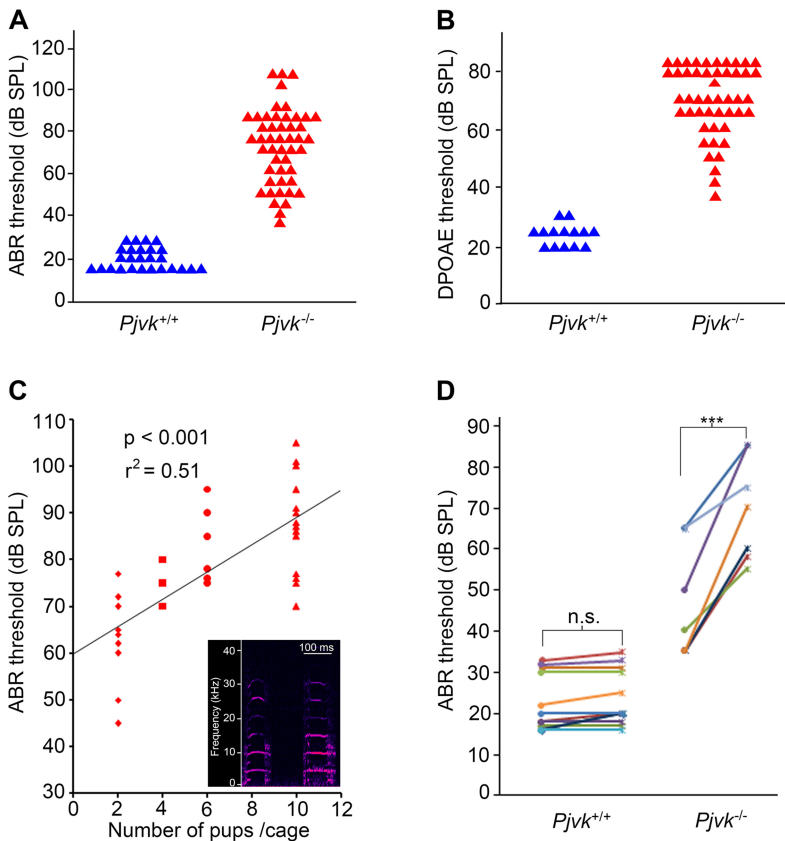 A
ABR threshold (dB SPL)
120
100
80
60
40
20
0
Pjvk+/+
Pjvk-/-
B
DPOAE threshold (dB SPL)
80
60
40
20
0
Pjvk+/+
Pjvk-/-
C
ABR threshold (dB SPL)
110
100
90
80
70
60
50
40
30
p < 0.001
r2 = 0.51
100 ms
Frequency (kHz)
40
30
20
10
0
0 2 4 6 8 10 12
Number of pups /cage
D
ABR threshold (dB SPL)
90
80
70
60
50
40
30
20
10
0
***
n.s.
Pjvk+/+
Pjvk-/-